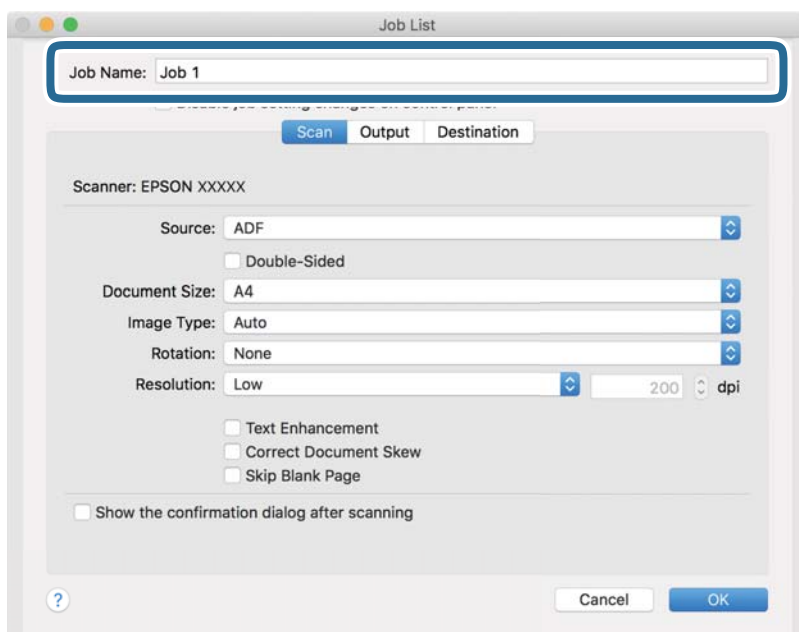 Job List
Job Name: Job 1
Scan Output Destination
Scanner: EPSON XXXXX
Source: ADF
Double-Sided
Document Size: A4
Image Type: Auto
Rotation: None
Resolution: Low 200 dpi
Text Enhancement
Correct Document Skew
Skip Blank Page
Show the confirmation dialog after scanning
? Cancel OK